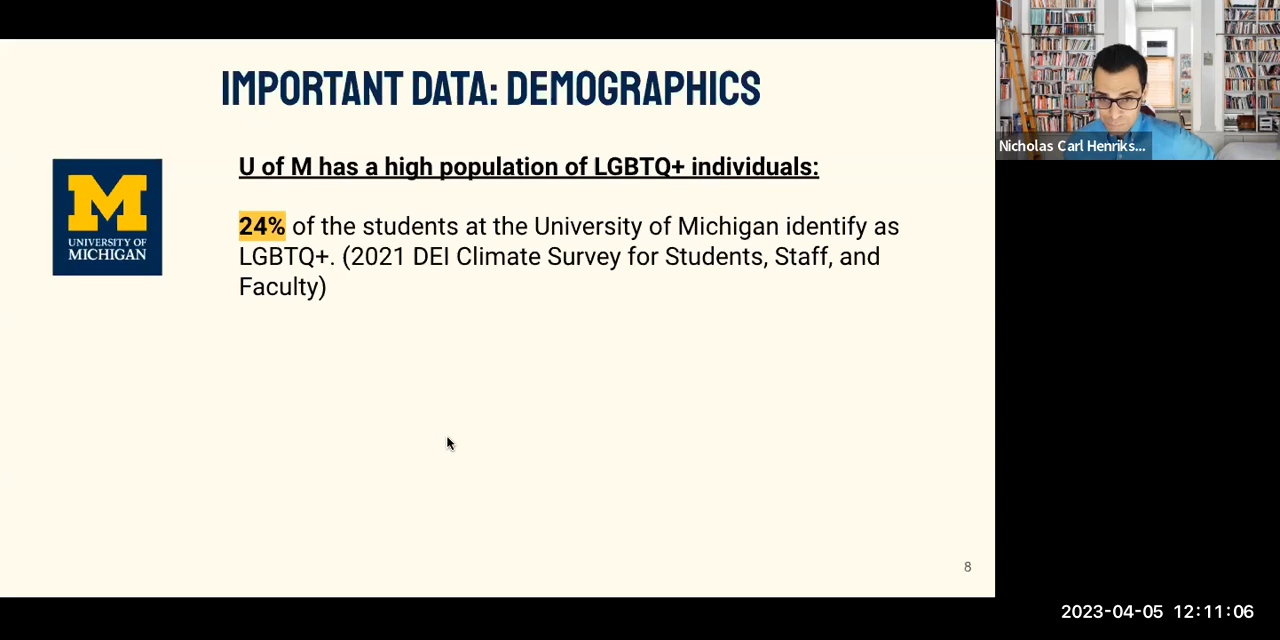 IMPORTANT DATA: DEMOGRAPHICS
U of M has a high population of LGBTQ+ individuals:
M
UNIVERSITY OF
MICHIGAN
24% of the students at the University of Michigan identify as
LGBTQ+. (2021 DEI Climate Survey for Students, Staff, and
Faculty)
8
Nicholas Carl Henriks...
2023-04-05 12:11:06